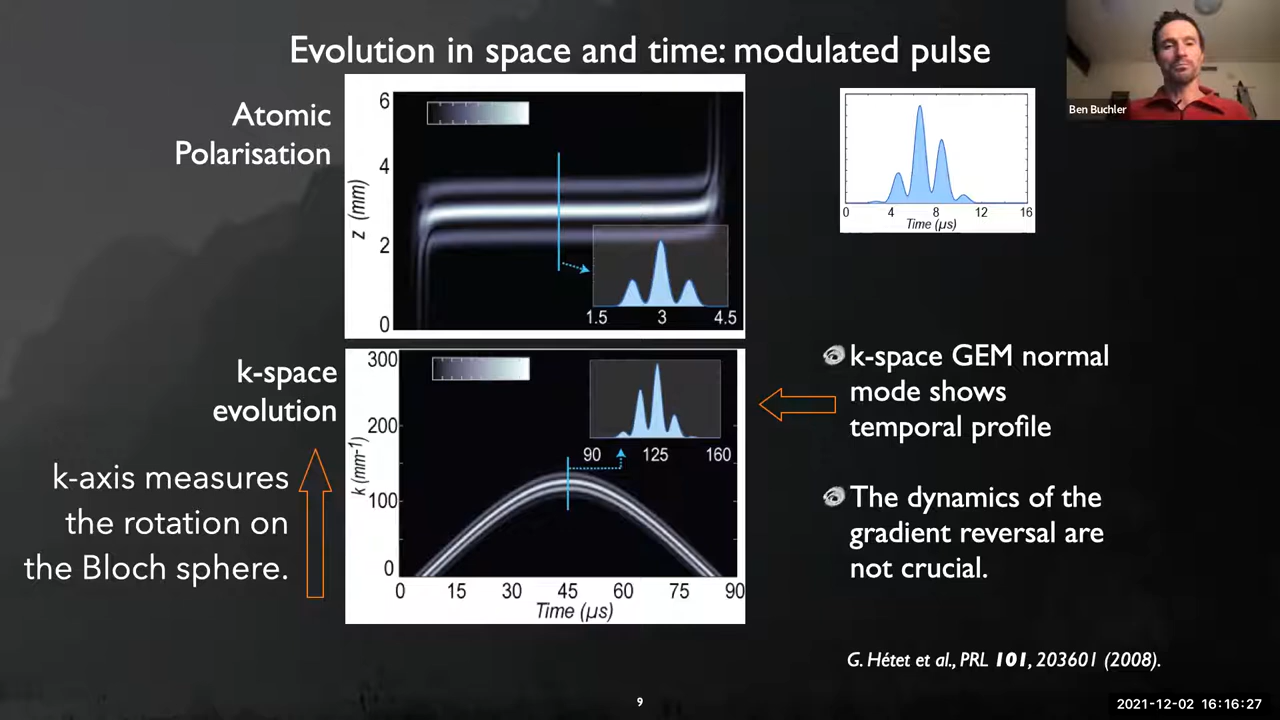 Evolution in space and time: modulated pulse
Ben Buchler
Atomic
Polarisation
6
4
2
0
z (mm)
1.5 3 4.5
0 4 8 12 16
Time (μs)
k-space
evolution
300
200
100
0
k (mm-1)
90 125 160
0 15 30 45 60 75 90
Time (μs)
k-axis measures
the rotation on
the Bloch sphere.
k-space GEM normal
mode shows
temporal profile
The dynamics of the
gradient reversal are
not crucial.
G. Hétet et al., PRL 101, 203601 (2008).
9
2021-12-02 16:16:27